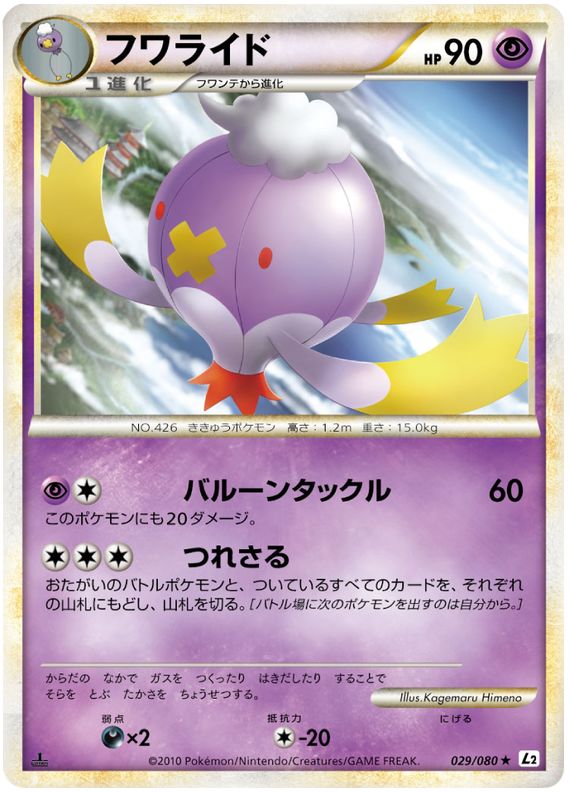 フワライド
HP 90
1進化
フワンテから進化
NO.426 ききゅうポケモン 高さ：1.2m 重さ：15.0kg
バルーンタックル 60
このポケモンにも20ダメージ。
つれさる
おたがいのバトルポケモンと、ついているすべてのカードを、それぞれ
の山札にもどし、山札を切る。[バトル場に次のポケモンを出すのは自分から。]
からだの なかで ガスを つくったり はきだしたり することで
そらを とぶ たかさを ちょうせつする。
Illus.Kagemaru Himeno
弱点 抵抗力 にげる
×2 -20
©2010 Pokémon/Nintendo/Creatures/GAME FREAK.
029/080 ★ L2